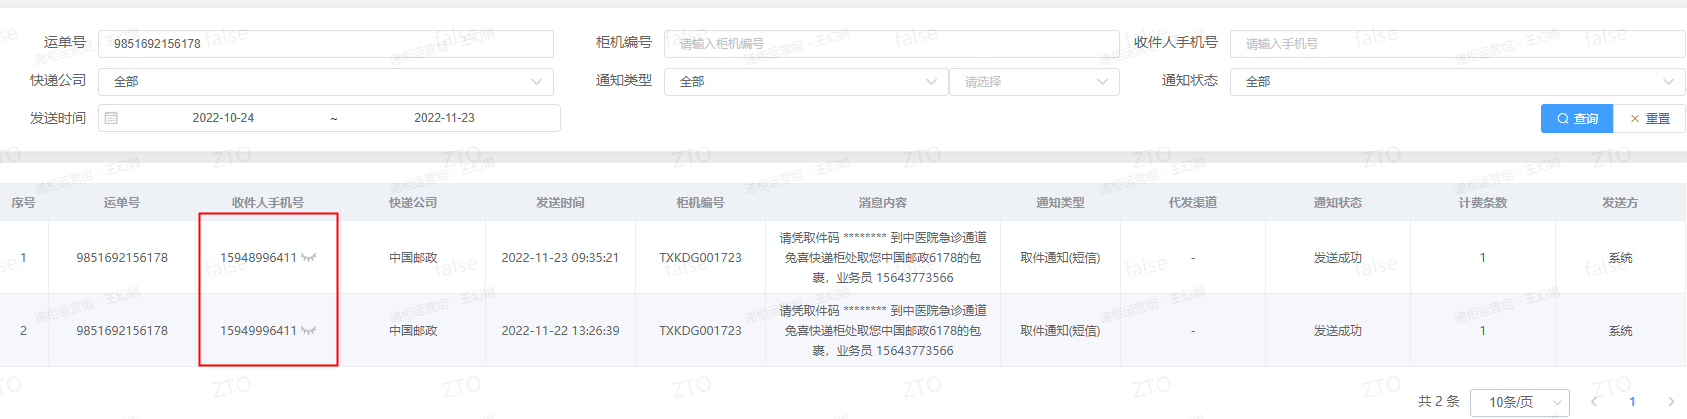 运单号 9851692156178 柜机编号 请输入柜机编号 收件人手机号 请输入手机号
快递公司 全部 通知类型 全部 请选择 通知状态 全部
发送时间 2022-10-24 ~ 2022-11-23 查询 重置
序号 运单号 收件人手机号 快递公司 发送时间 柜机编号 消息内容 通知类型 代发渠道 通知状态 计费条数 发送方
1 9851692156178 15948996411 中国邮政 2022-11-23 09:35:21 TXKDG001723 请凭取件码 ******** 到中医院急诊通道
免喜快递柜处取您中国邮政6178的包
裹，业务员 15643773566 取件通知(短信) - 发送成功 1 系统
2 9851692156178 15949996411 中国邮政 2022-11-22 13:26:39 TXKDG001723 请凭取件码 ******** 到中医院急诊通道
免喜快递柜处取您中国邮政6178的包
裹，业务员 15643773566 取件通知(短信) - 发送成功 1 系统
共 2 条 10条/页 1
false
ZTO